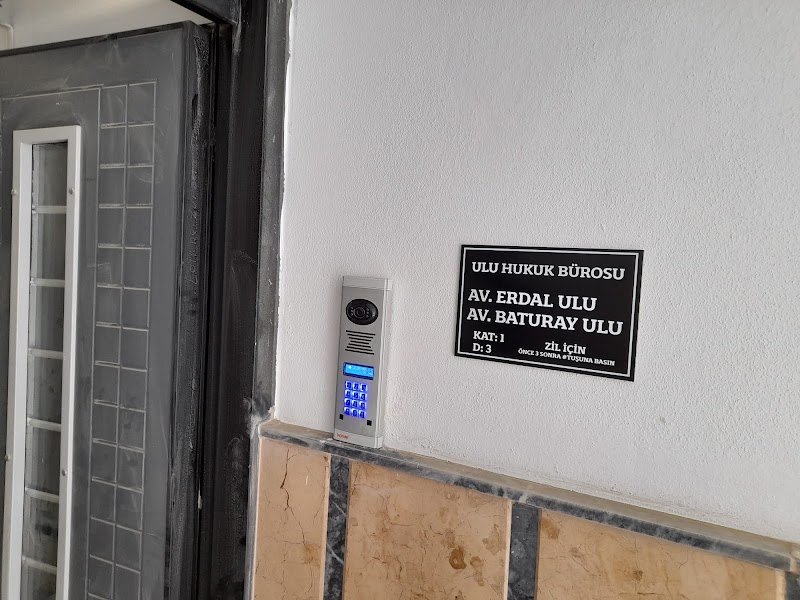 ULU HUKUK BÜROSU
AV. ERDAL ULU
AV. BATURAY ULU
KAT: 1
D: 3
ZİL İÇİN
ÖNCE 3 SONRA #TUŞUNA BASIN